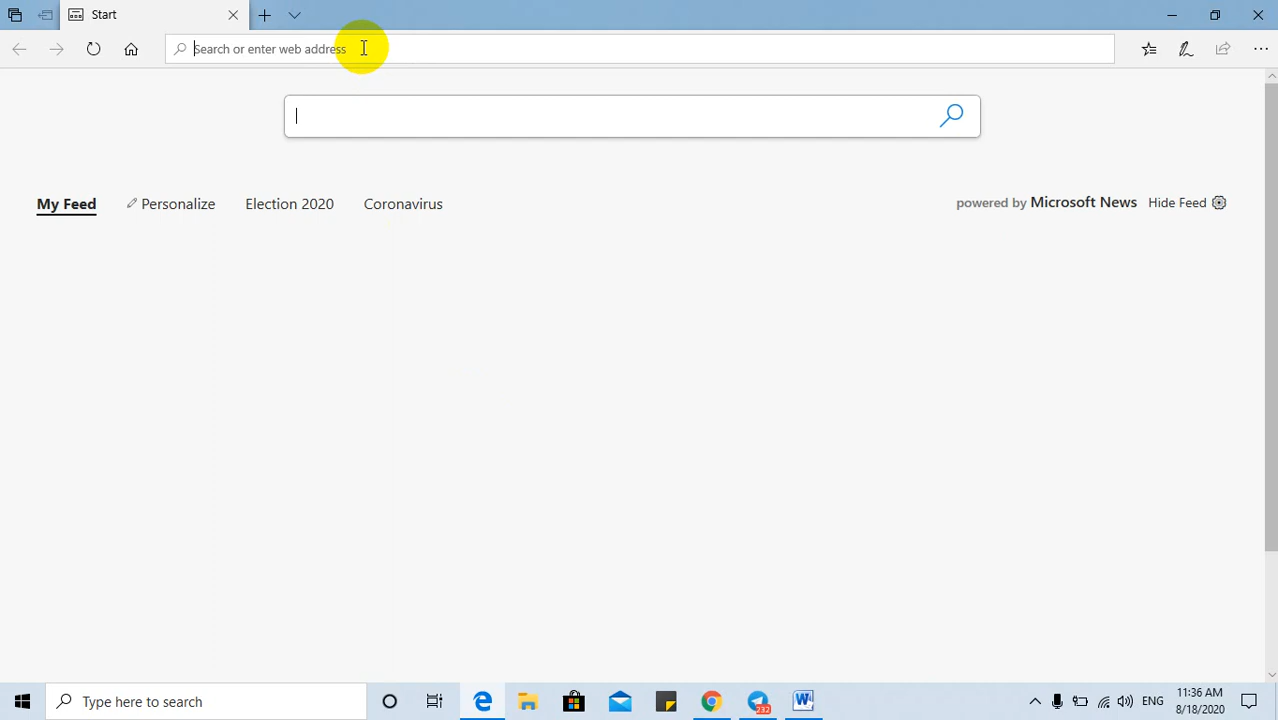 Start
Search or enter web address
My Feed
Personalize
Election 2020
Coronavirus
powered by Microsoft News
Hide Feed
Type here to search
232
ENG
11:36 AM
8/18/2020